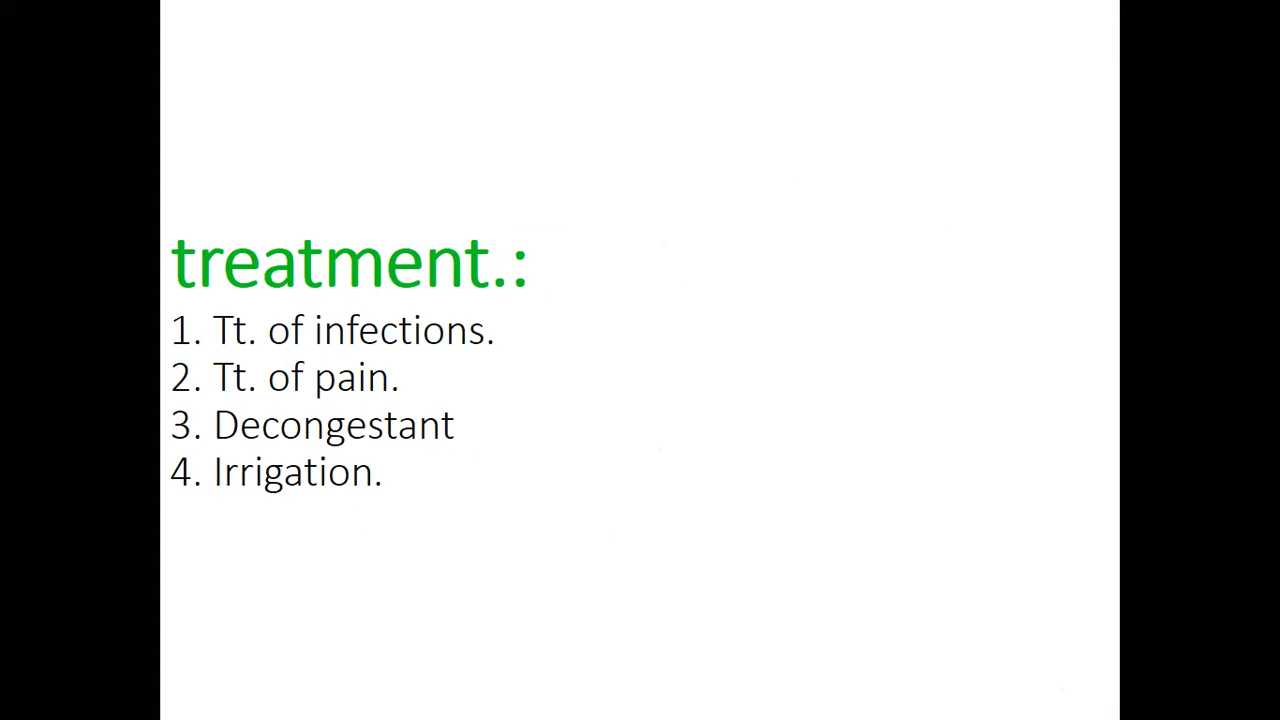 treatment.:
1. Tt. of infections.
2. Tt. of pain.
3. Decongestant
4. Irrigation.